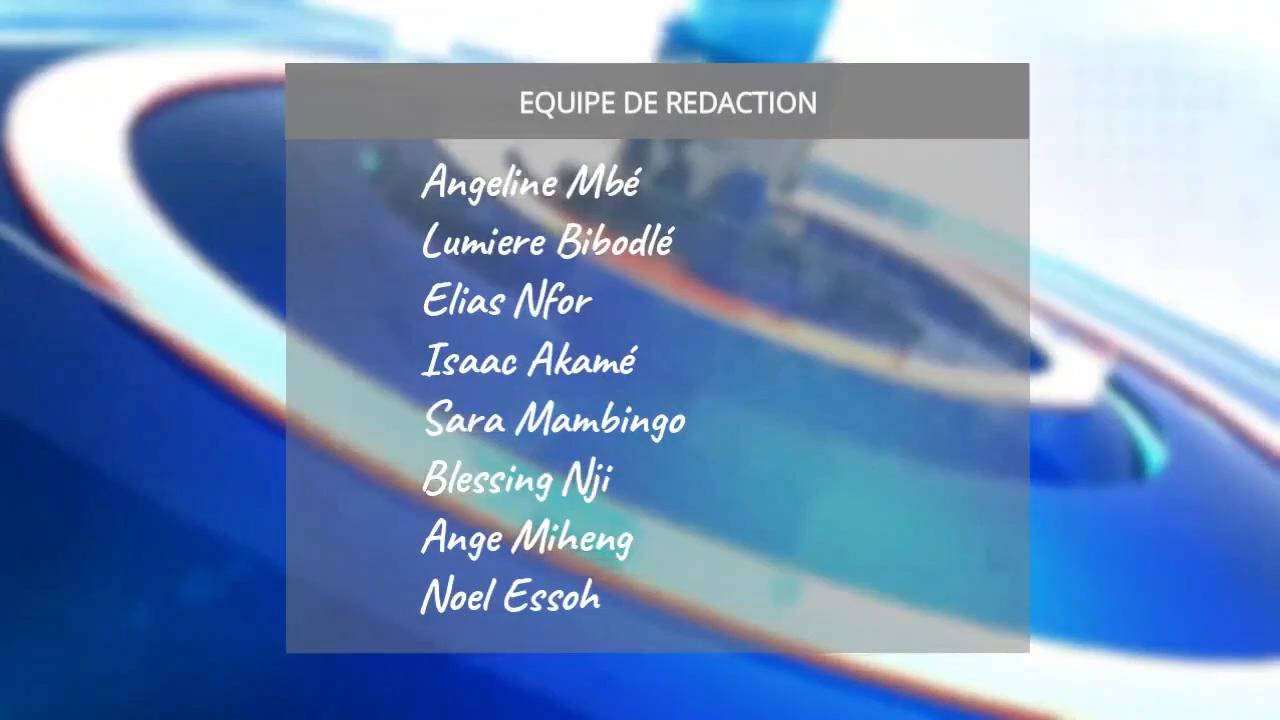 EQUIPE DE REDACTION
Angeline Mbé
Lumiere Bibodlé
Elias Nfor
Isaac Akamé
Sara Mambingo
Blessing Nji
Ange Miheng
Noel Essoh